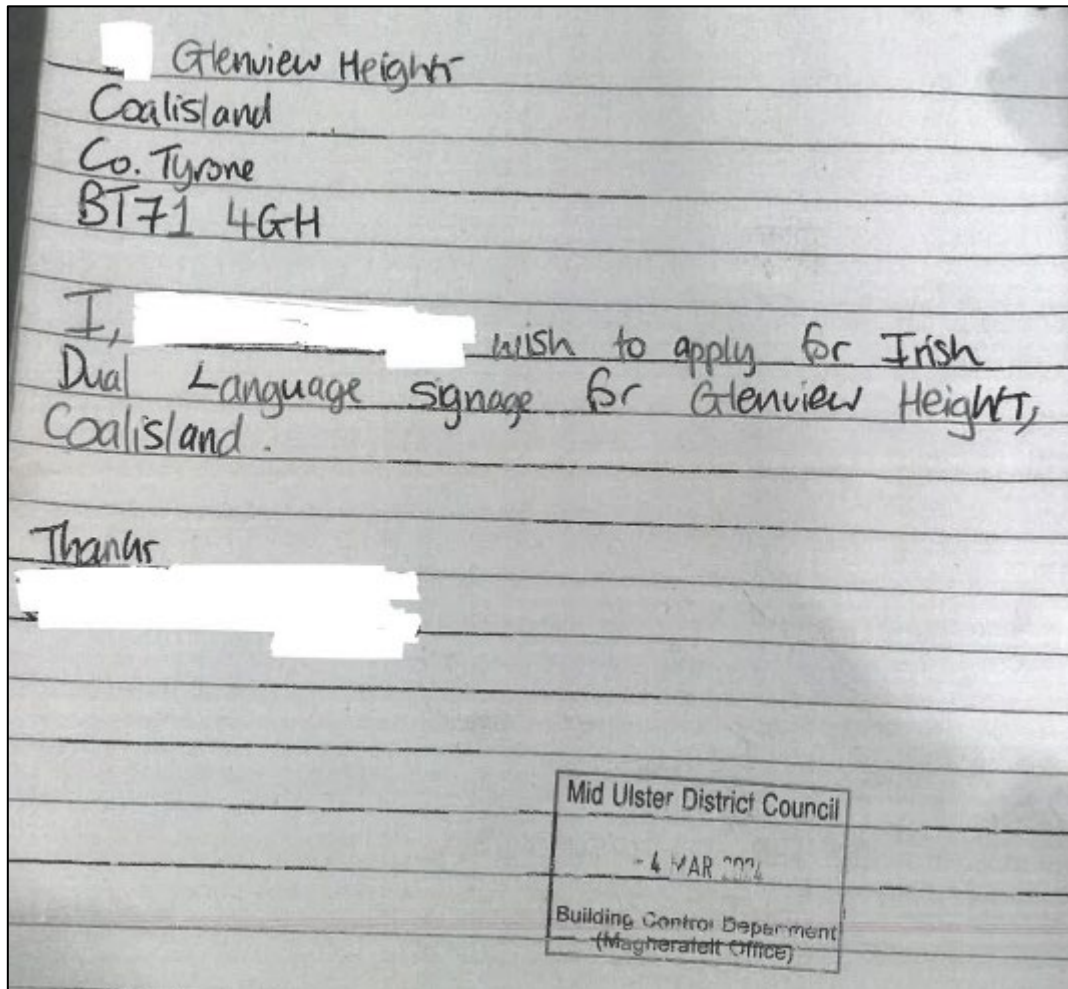 Glenview Heights
Coalisland
Co. Tyrone
BT71 4GH
I, wish to apply for Irish
Dual Language signage for Glenview Heights,
Coalisland.
Thanks
Mid Ulster District Council
- 4 MAR 2024
Building Control Department
(Magherafelt Office)